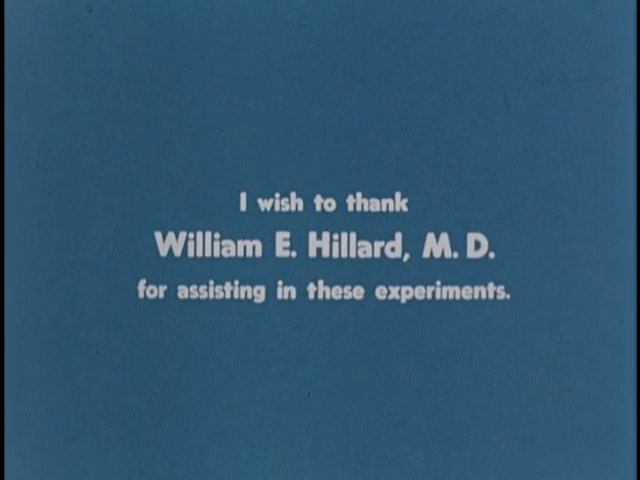 I wish to thank
William E. Hillard, M. D.
for assisting in these experiments.